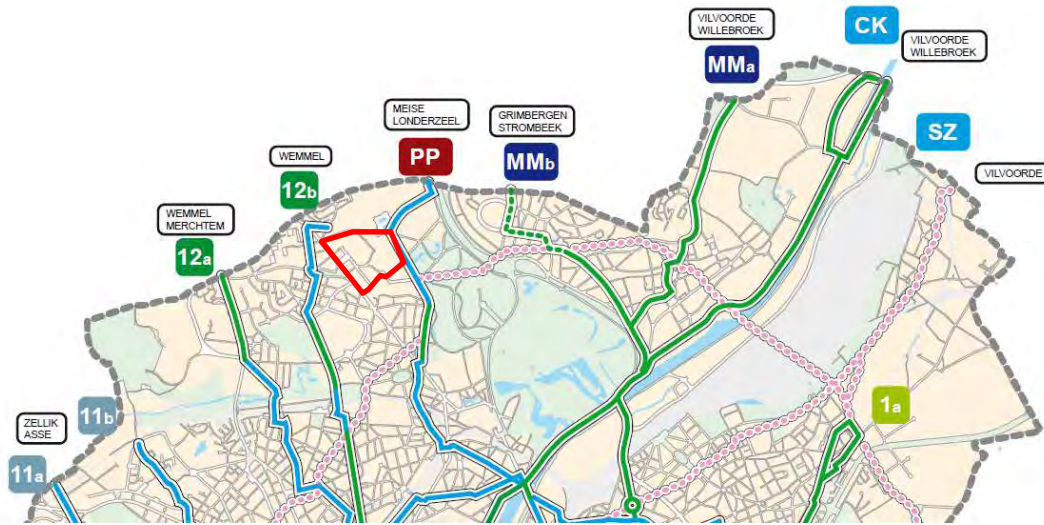 VILVOORDE
WILLEBROEK
CK
MMa
VILVOORDE
WILLEBROEK
MEISE
LONDERZEEL
GRIMBERGEN
STROMBEEK
SZ
PP
MMb
WEMMEL
VILVOORDE
12b
WEMMEL
MERCHTEM
12a
1a
11b
ZELLIK
ASSE
11a